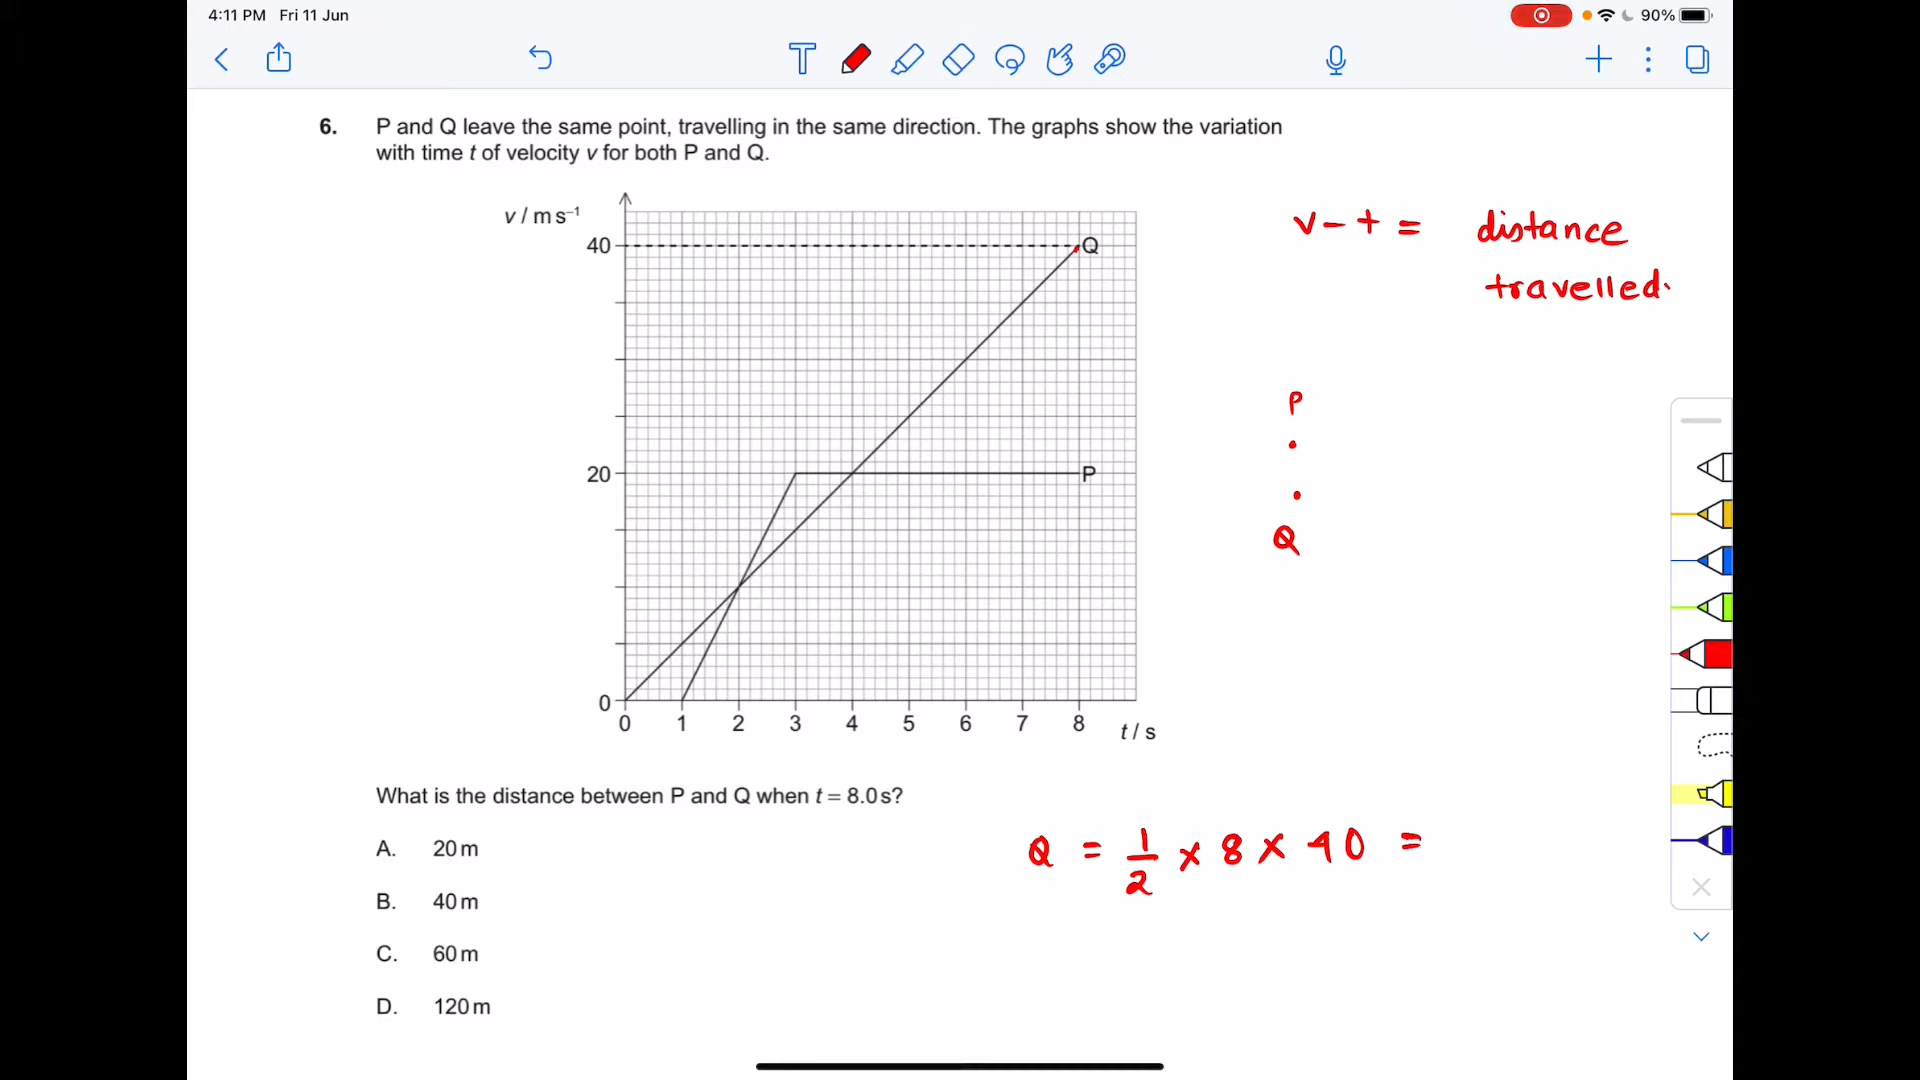 4:11 PM Fri 11 Jun
90%
6. P and Q leave the same point, travelling in the same direction. The graphs show the variation
with time t of velocity v for both P and Q.
v / m s⁻¹
40
Q
20
P
0
0 1 2 3 4 5 6 7 8
t / s
v – t = distance
travelled.
P
Q
What is the distance between P and Q when t = 8.0 s?
A. 20 m
B. 40 m
C. 60 m
D. 120 m
Q = 1/2 × 8 × 40 =